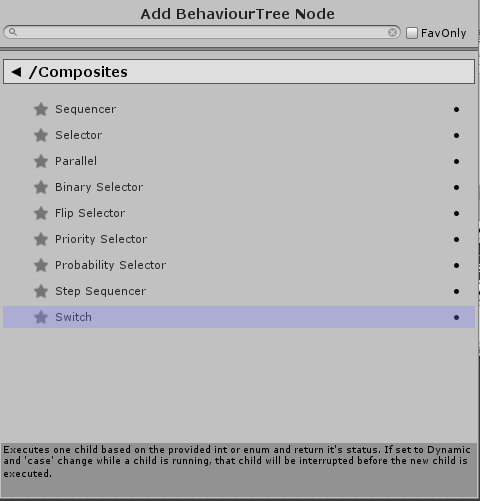 Add BehaviourTree Node
FavOnly
◄ /Composites
Sequencer
Selector
Parallel
Binary Selector
Flip Selector
Priority Selector
Probability Selector
Step Sequencer
Switch
Executes one child based on the provided int or enum and return it's status. If set to Dynamic
and 'case' change while a child is running, that child will be interrupted before the new child is
executed.